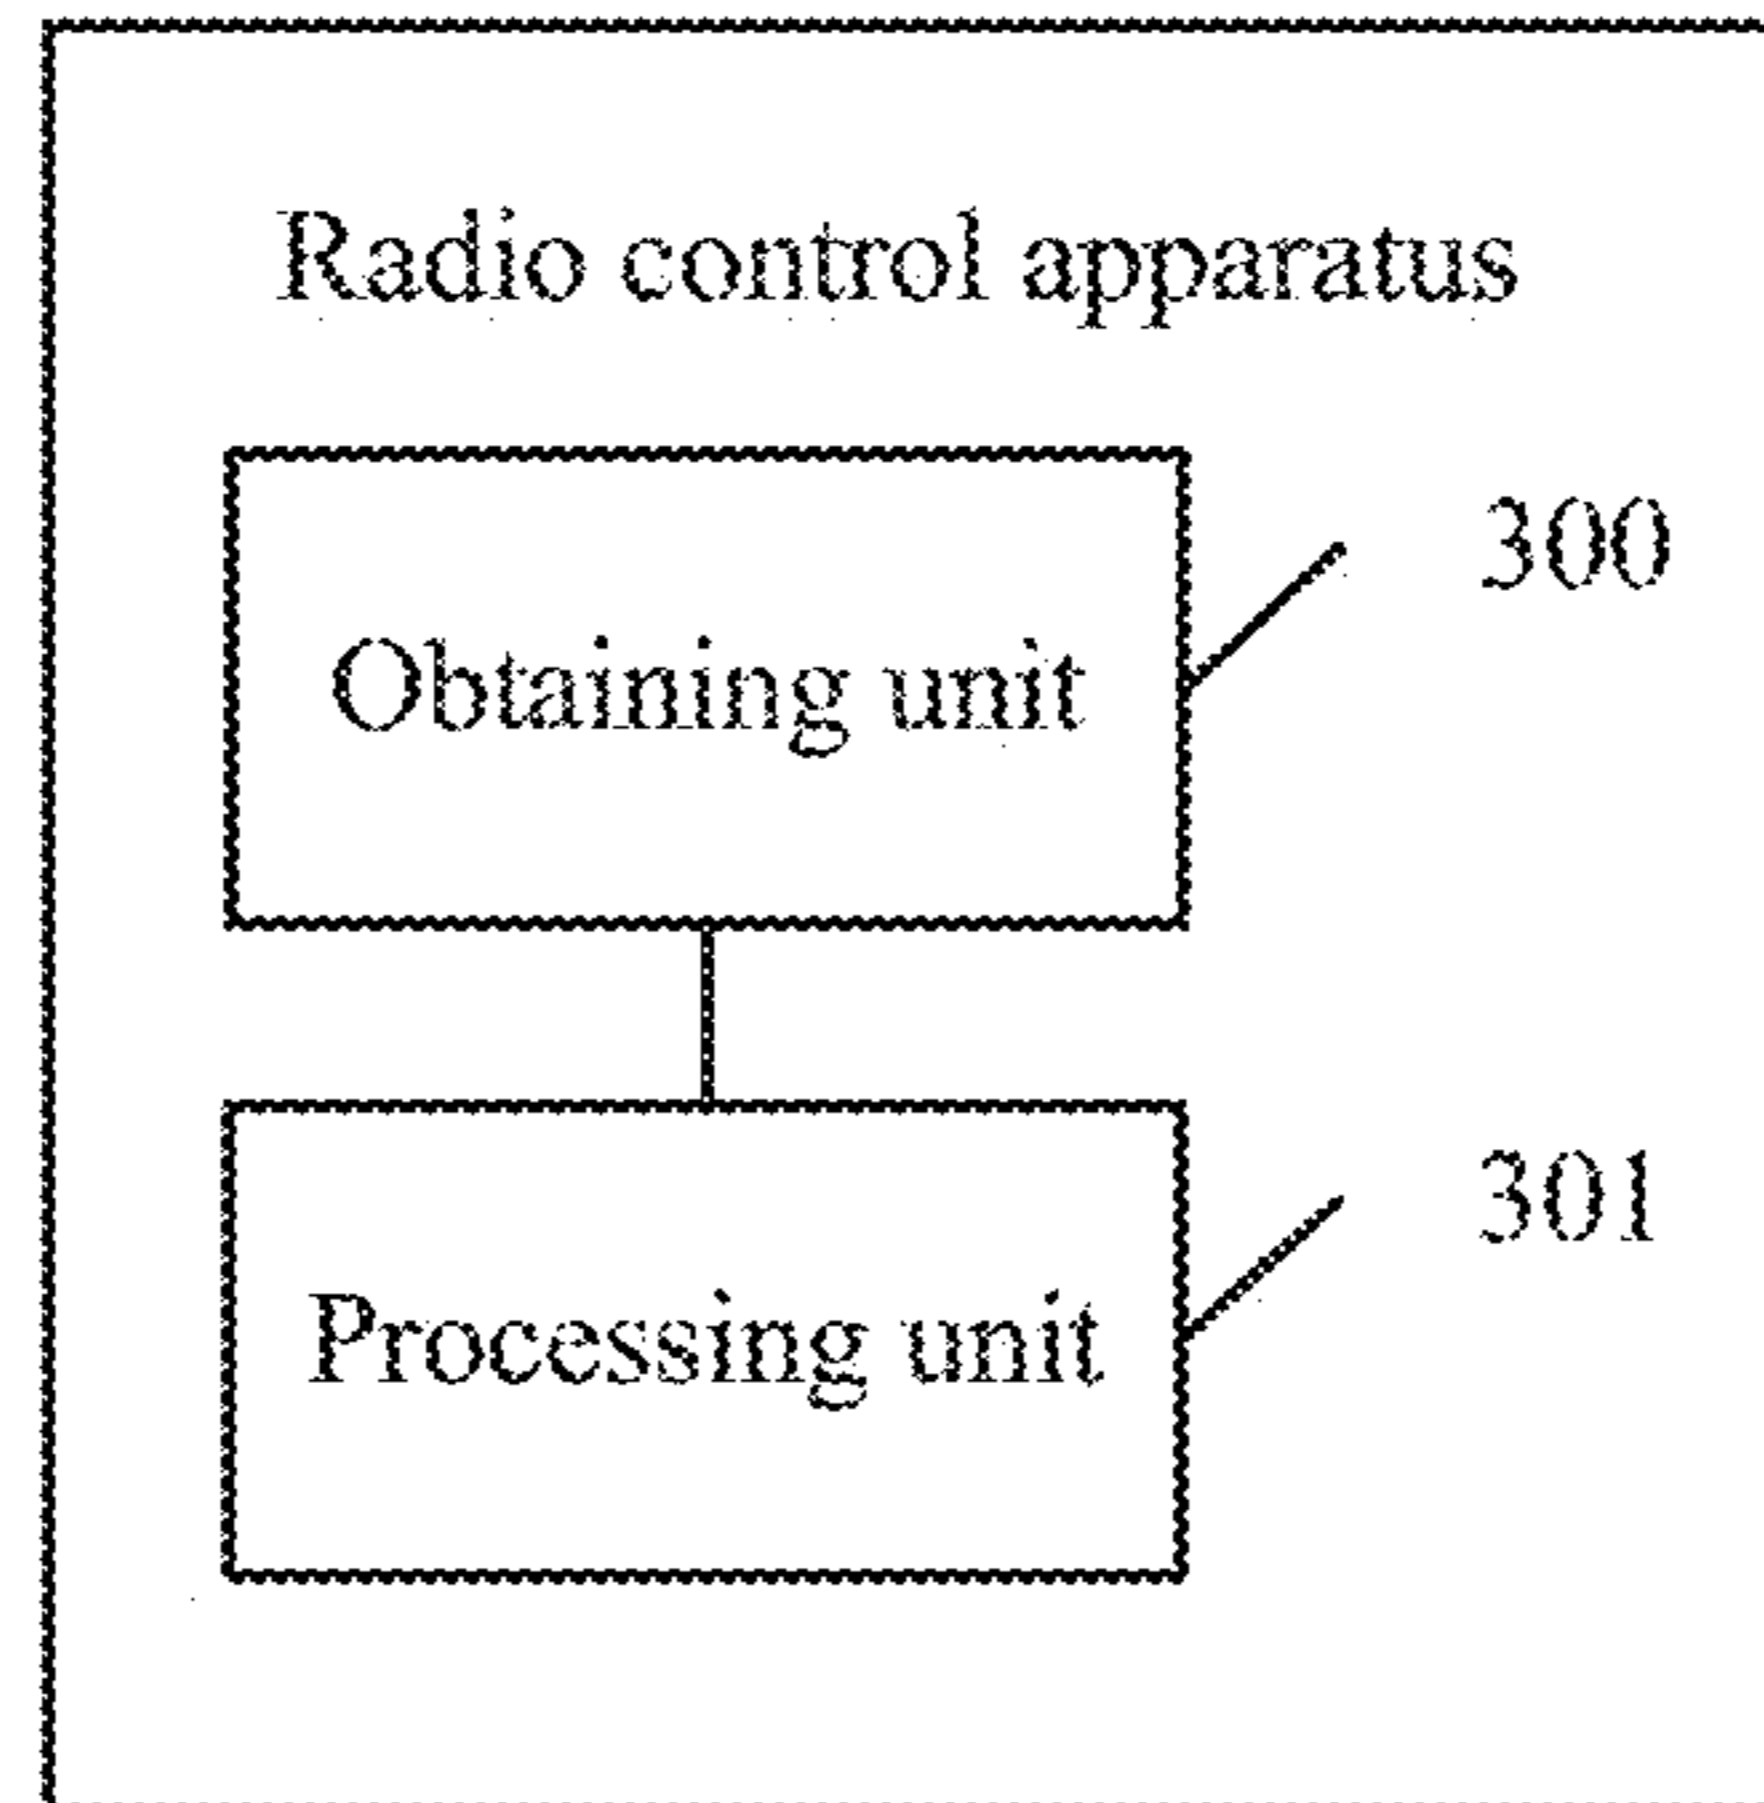 Radio control apparatus
300
Obtaining unit
301
Processing unit